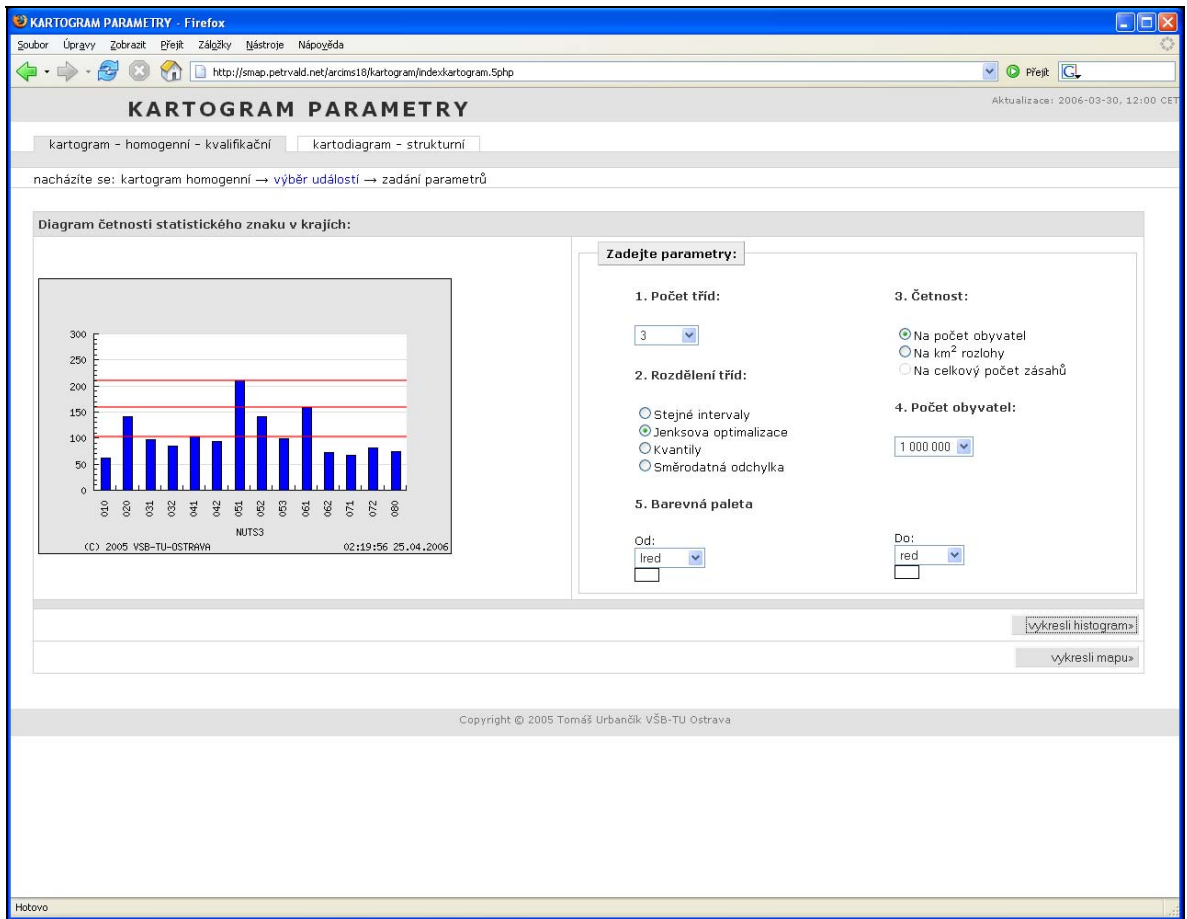 KARTOGRAM PARAMETRY - Firefox
Soubor Úpravy Zobrazit Přejít Záložky Nástroje Nápověda
http://smap.petrvald.net/arcims18/kartogram/indexkartogram.5php
Přejít
G
KARTOGRAM PARAMETRY
Aktualizace: 2006-03-30, 12:00 CET
kartogram - homogenní - kvalifikační
kartodiagram - strukturní
nacházíte se: kartogram homogenní → výběr událostí → zadání parametrů
Diagram četnosti statistického znaku v krajích:
300
250
200
150
100
50
0
010 020 031 032 041 042 051 052 053 061 062 071 072 080
NUTS3
(C) 2005 VSB-TU-OSTRAVA 02:19:56 25.04.2006
Zadejte parametry:
1. Počet tříd:
3
2. Rozdělení tříd:
Stejné intervaly
Jenksova optimalizace
Kvantily
Směrodatná odchylka
3. Četnost:
Na počet obyvatel
Na km² rozlohy
Na celkový počet zásahů
4. Počet obyvatel:
1 000 000
5. Barevná paleta
Od:
lred
Do:
red
vykresli histogram»
vykresli mapu»
Copyright © 2005 Tomáš Urbančík VŠB-TU Ostrava
Hotovo